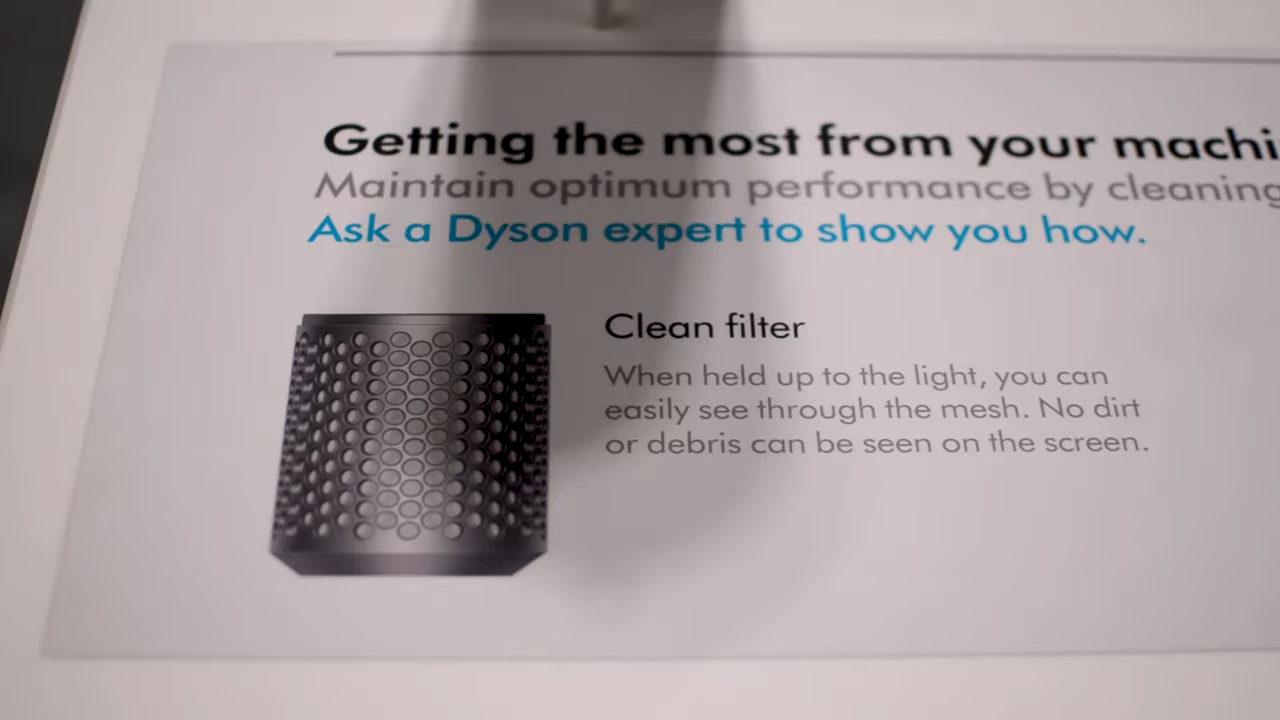 Getting the most from your machi
Maintain optimum performance by cleaning
Ask a Dyson expert to show you how.
Clean filter
When held up to the light, you can
easily see through the mesh. No dirt
or debris can be seen on the screen.